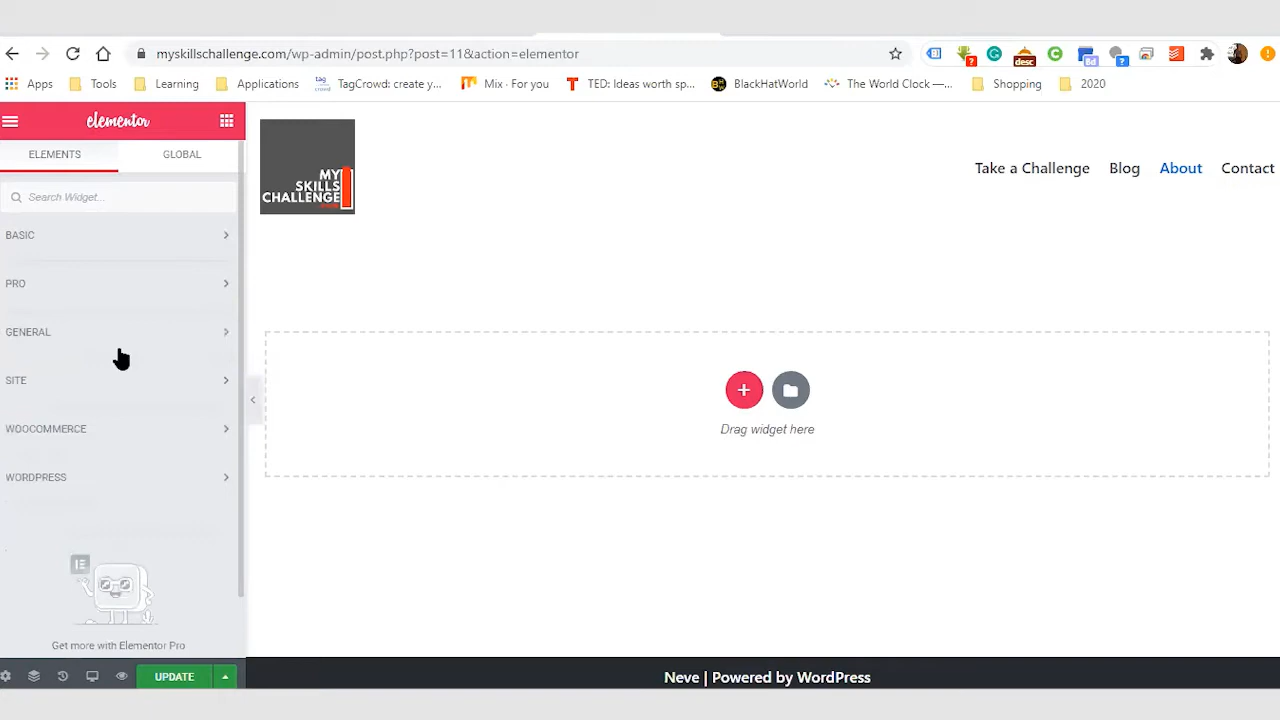 myskillschallenge.com/wp-admin/post.php?post=11&action=elementor
desc
Bd
?
?
Apps
Tools
Learning
Applications
TagCrowd: create y...
Mix - For you
TED: Ideas worth sp...
BlackHatWorld
The World Clock —...
Shopping
2020
elementor
ELEMENTS
GLOBAL
Search Widget...
BASIC
PRO
GENERAL
SITE
WOOCOMMERCE
WORDPRESS
Get more with Elementor Pro
UPDATE
MY
SKILLS
CHALLENGE
Take a Challenge
Blog
About
Contact
Drag widget here
Neve | Powered by WordPress